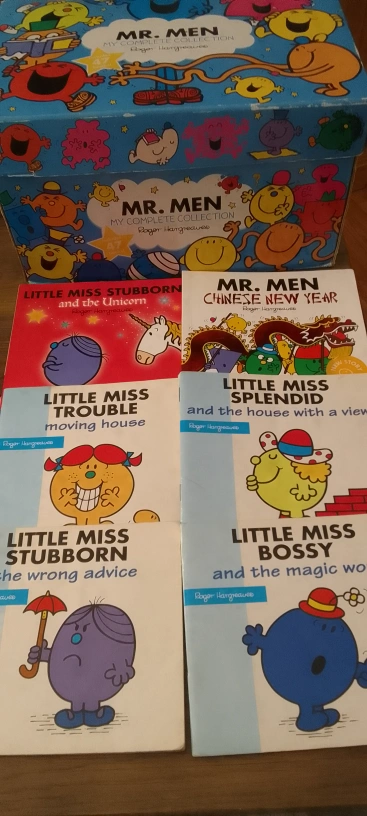 MR. MEN
MY COMPLETE COLLECTION
Roger Hargreaves
47
MR. MEN
MY COMPLETE COLLECTION
Roger Hargreaves
47
LITTLE MISS STUBBORN
and the Unicorn
Roger Hargreaves
MR. MEN
CHINESE NEW YEAR
Roger Hargreaves
LITTLE MISS
TROUBLE
moving house
LITTLE MISS
SPLENDID
and the house with a view
Roger Hargreaves
LITTLE MISS
STUBBORN
the wrong advice
LITTLE MISS
BOSSY
and the magic wo
Roger Hargreaves